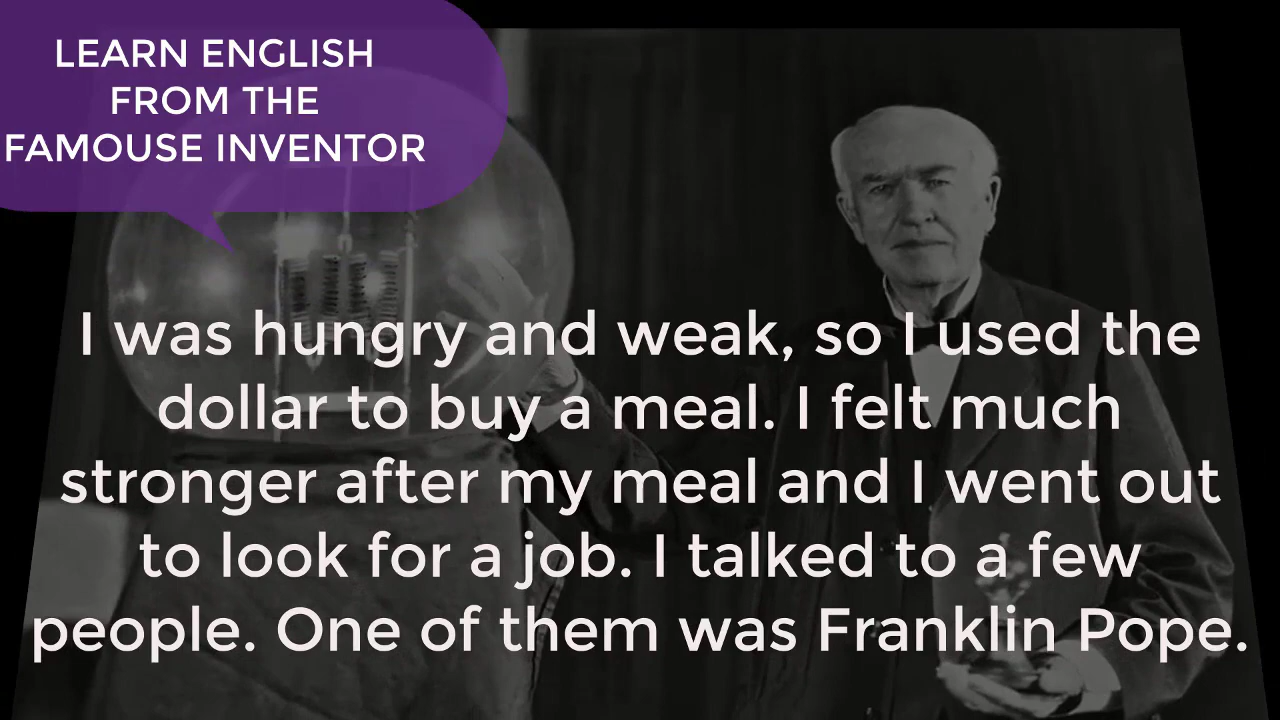 LEARN ENGLISH
FROM THE
FAMOUSE INVENTOR
I was hungry and weak, so I used the
dollar to buy a meal. I felt much
stronger after my meal and I went out
to look for a job. I talked to a few
people. One of them was Franklin Pope.